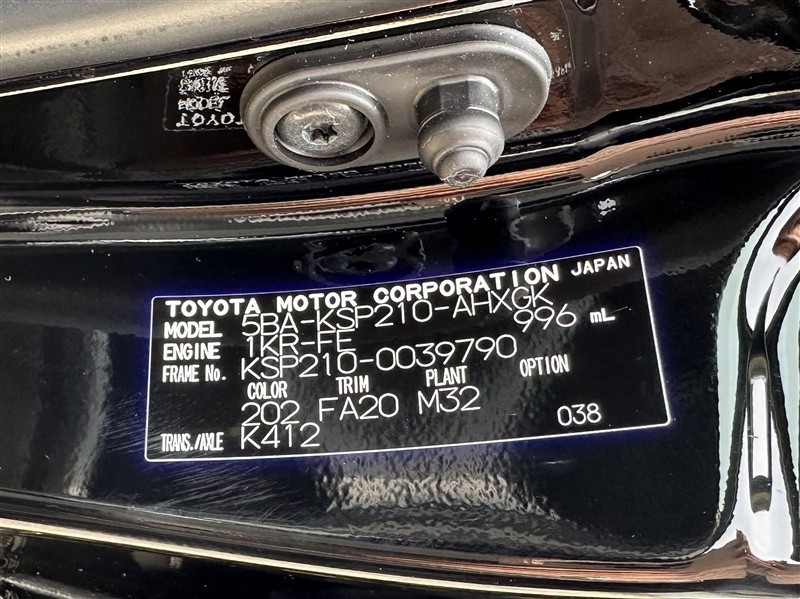 TOYOTA MOTOR CORPORATION JAPAN
MODEL 5BA-KSP210-AHXGK
ENGINE 1KR-FE 996 mL
FRAME No. KSP210-0039790
COLOR TRIM PLANT OPTION
202 FA20 M32
TRANS./AXLE K412 038